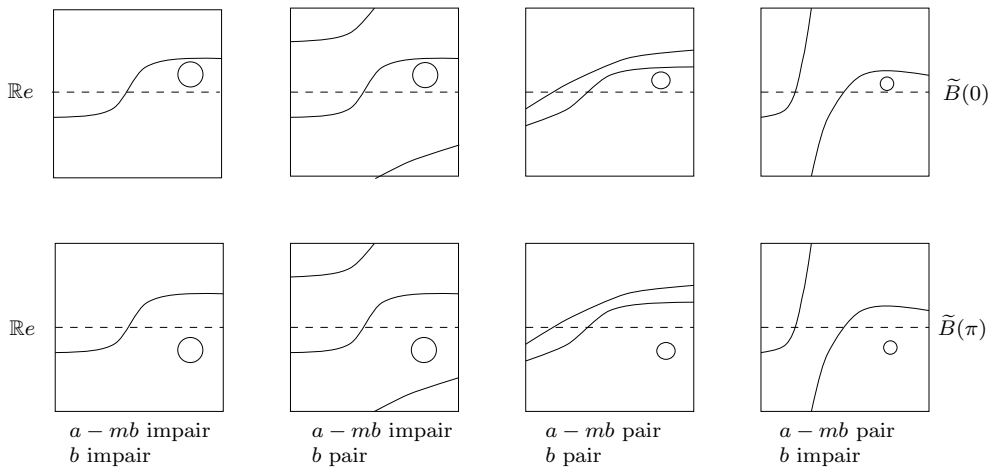 ℝe
B̃(0)
ℝe
B̃(π)
a − mb impair
b impair
a − mb impair
b pair
a − mb pair
b pair
a − mb pair
b impair